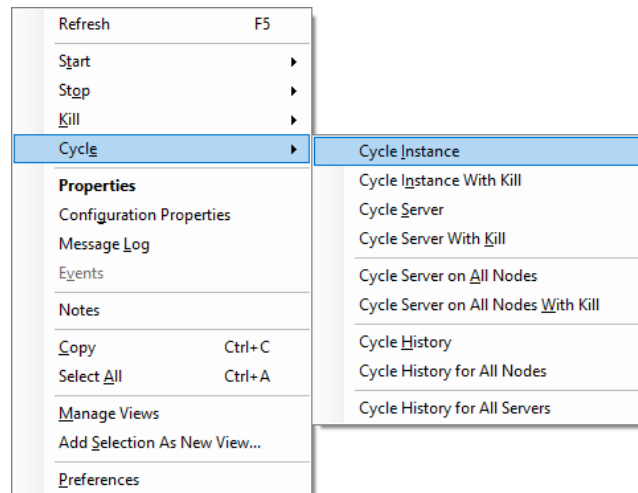 Refresh F5
Start
Stop
Kill
Cycle
Properties
Configuration Properties
Message Log
Events
Notes
Copy Ctrl+C
Select All Ctrl+A
Manage Views
Add Selection As New View...
Preferences
Cycle Instance
Cycle Instance With Kill
Cycle Server
Cycle Server With Kill
Cycle Server on All Nodes
Cycle Server on All Nodes With Kill
Cycle History
Cycle History for All Nodes
Cycle History for All Servers